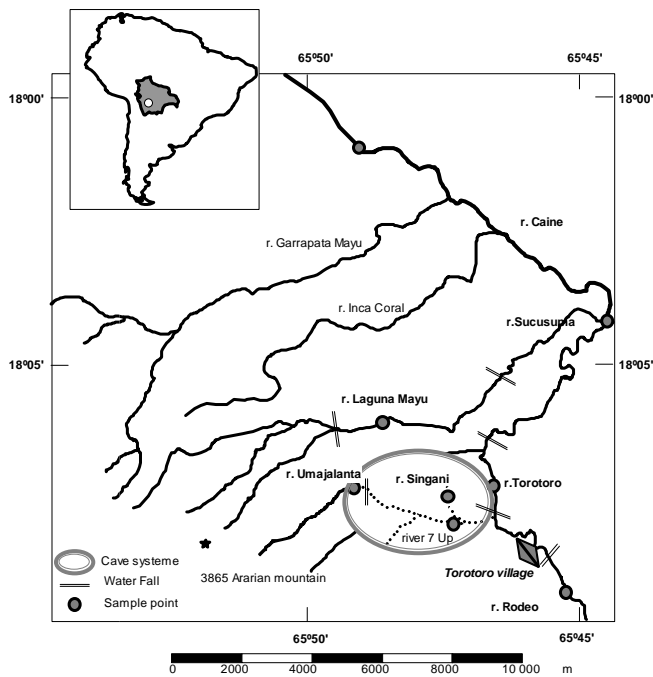 65º50'
65º45'
18º00'
18º00'
r. Caine
r. Garrapata Mayu
r. Inca Coral
r.Sucusuma
18º05'
18º05'
r. Laguna Mayu
r. Umajalanta
r. Singani
r.Torotoro
river 7 Up
Cave systeme
Water Fall
3865 Ararian mountain
Torotoro village
Sample point
r. Rodeo
65º50'
65º45'
0 2000 4000 6000 8000 10 000 m